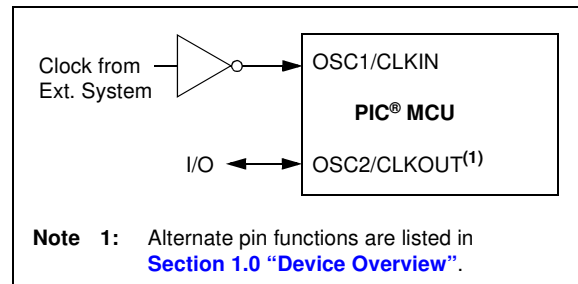 Clock from
Ext. System
OSC1/CLKIN
PIC® MCU
I/O
OSC2/CLKOUT(1)
Note 1: Alternate pin functions are listed in
Section 1.0 “Device Overview”.